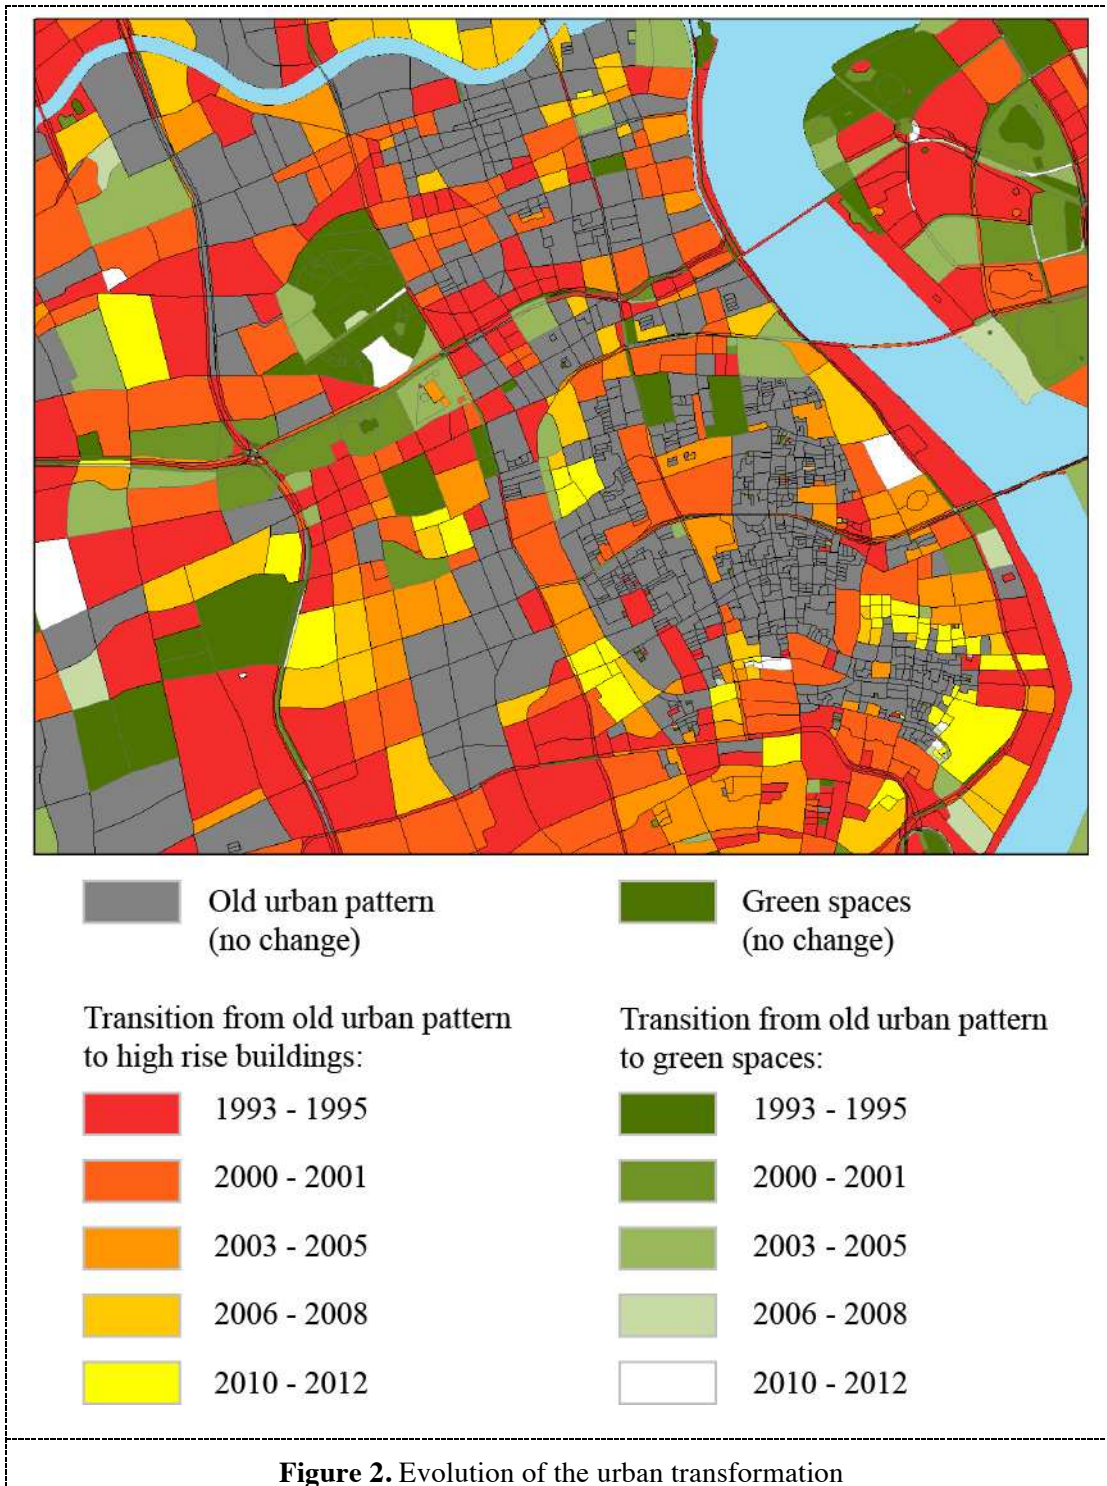 Old urban pattern
(no change)
Green spaces
(no change)
Transition from old urban pattern
to high rise buildings:
1993 - 1995
2000 - 2001
2003 - 2005
2006 - 2008
2010 - 2012
Transition from old urban pattern
to green spaces:
1993 - 1995
2000 - 2001
2003 - 2005
2006 - 2008
2010 - 2012
Figure 2. Evolution of the urban transformation